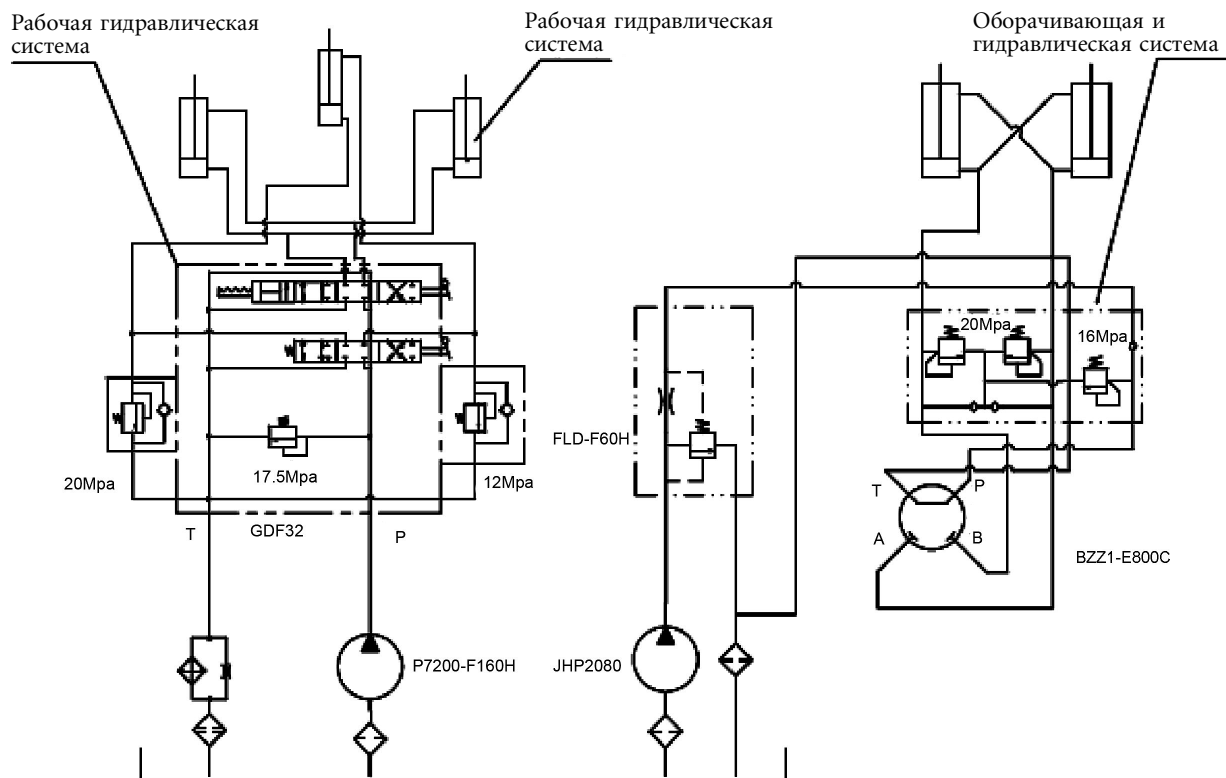 Рабочая гидравлическая
система
Рабочая гидравлическая
система
Оборачивающая и
гидравлическая система
20Mpa
16Mpa
FLD-F60H
20Mpa
17.5Mpa
12Mpa
T
GDF32
P
T
P
A
B
BZZ1-E800C
P7200-F160H
JHP2080